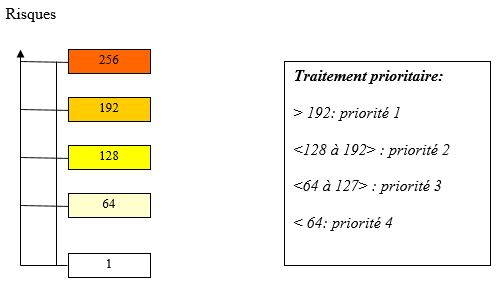 Risques
256
192
128
64
1
Traitement prioritaire:
> 192: priorité 1
<128 à 192> : priorité 2
<64 à 127> : priorité 3
< 64: priorité 4